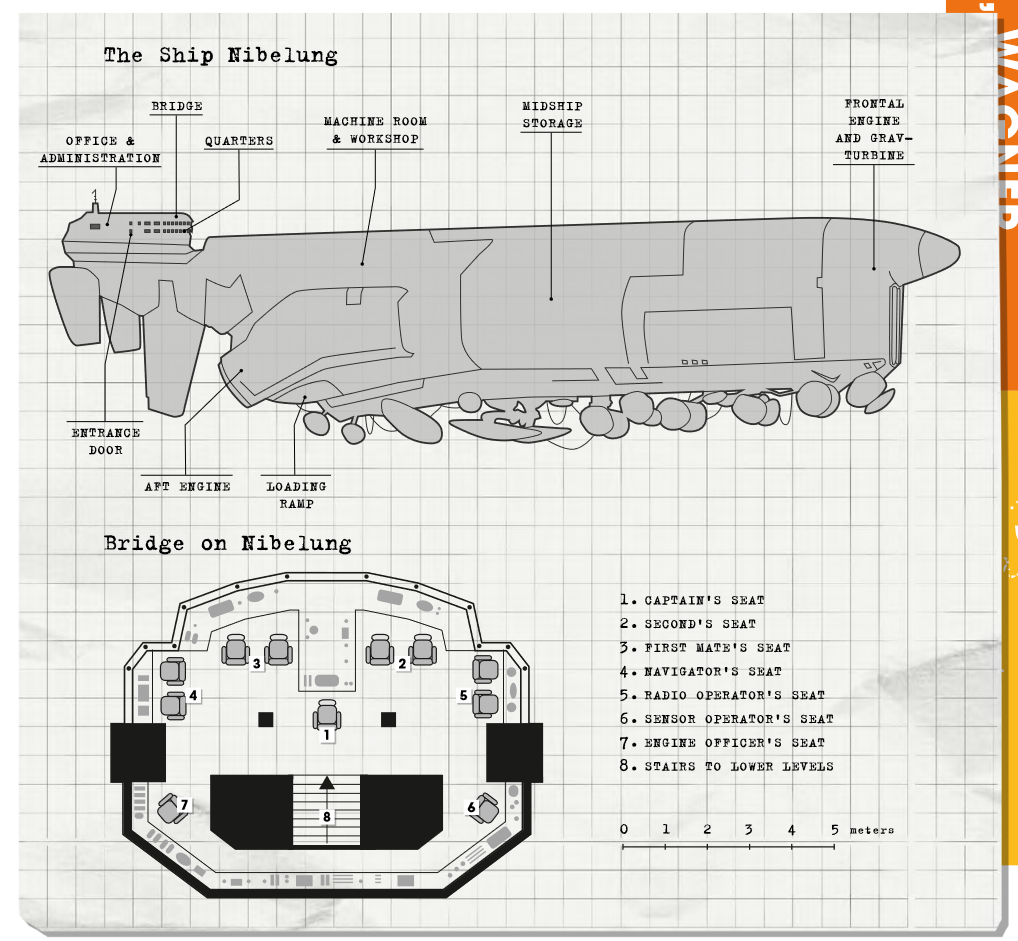 The Ship Nibelung
BRIDGE
OFFICE &
ADMINISTRATION
QUARTERS
MACHINE ROOM
& WORKSHOP
MIDSHIP
STORAGE
FRONTAL
ENGINE
AND GRAV-
TURBINE
ENTRANCE
DOOR
AFT ENGINE
LOADING
RAMP
Bridge on Nibelung
3
2
4
5
1
7
8
6
1. CAPTAIN'S SEAT
2. SECOND'S SEAT
3. FIRST MATE'S SEAT
4. NAVIGATOR'S SEAT
5. RADIO OPERATOR'S SEAT
6. SENSOR OPERATOR'S SEAT
7. ENGINE OFFICER'S SEAT
8. STAIRS TO LOWER LEVELS
0 1 2 3 4 5 meters